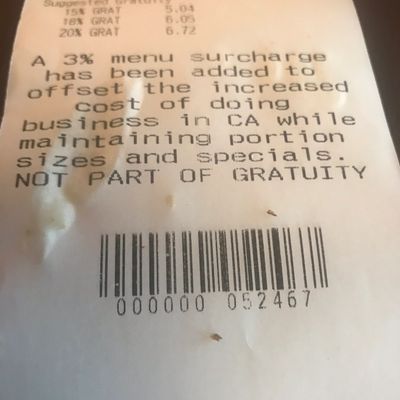 Suggested Gratuity
15% GRAT 5.04
18% GRAT 6.05
20% GRAT 6.72
A 3% menu surcharge
has been added to
offset the increased
cost of doing
business in CA while
maintaining portion
sizes and specials.
NOT PART OF GRATUITY
000000 052467